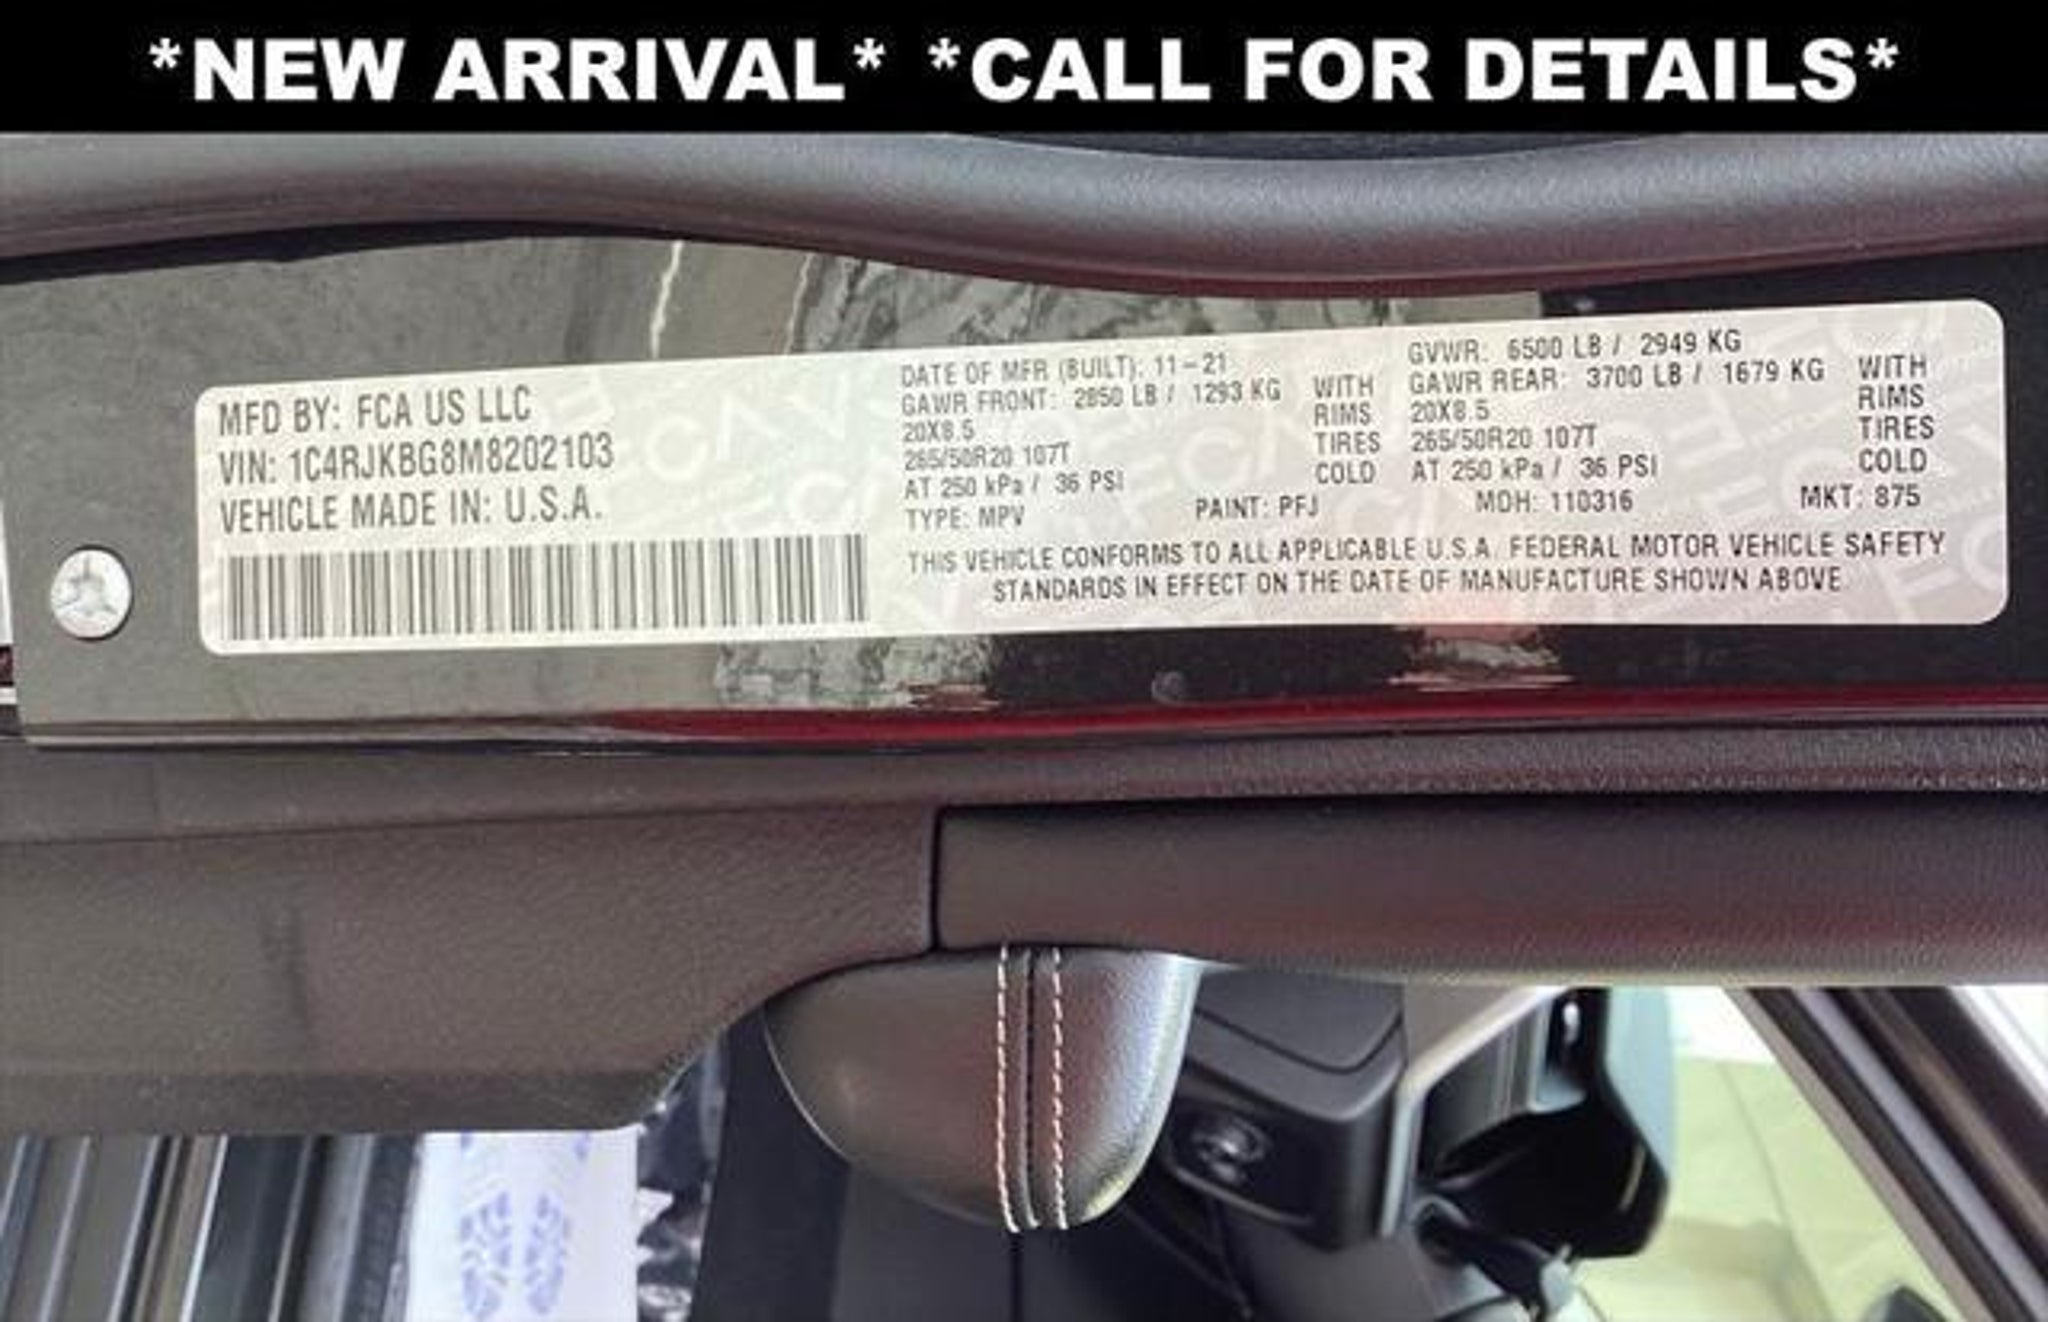 *NEW ARRIVAL* *CALL FOR DETAILS*
MFD BY: FCA US LLC
VIN: 1C4RJKBG8M8202103
VEHICLE MADE IN: U.S.A.
DATE OF MFR (BUILT): 11-21
GAWR FRONT: 2850 LB / 1293 KG WITH
20X8.5 RIMS
265/50R20 107T TIRES
AT 250 kPa / 36 PSI COLD
GVWR: 6500 LB / 2949 KG
GAWR REAR: 3700 LB / 1679 KG WITH
20X8.5 RIMS
265/50R20 107T TIRES
AT 250 kPa / 36 PSI COLD
TYPE: MPV PAINT: PFJ MDH: 110316 MKT: 875
THIS VEHICLE CONFORMS TO ALL APPLICABLE U.S.A. FEDERAL MOTOR VEHICLE SAFETY
STANDARDS IN EFFECT ON THE DATE OF MANUFACTURE SHOWN ABOVE